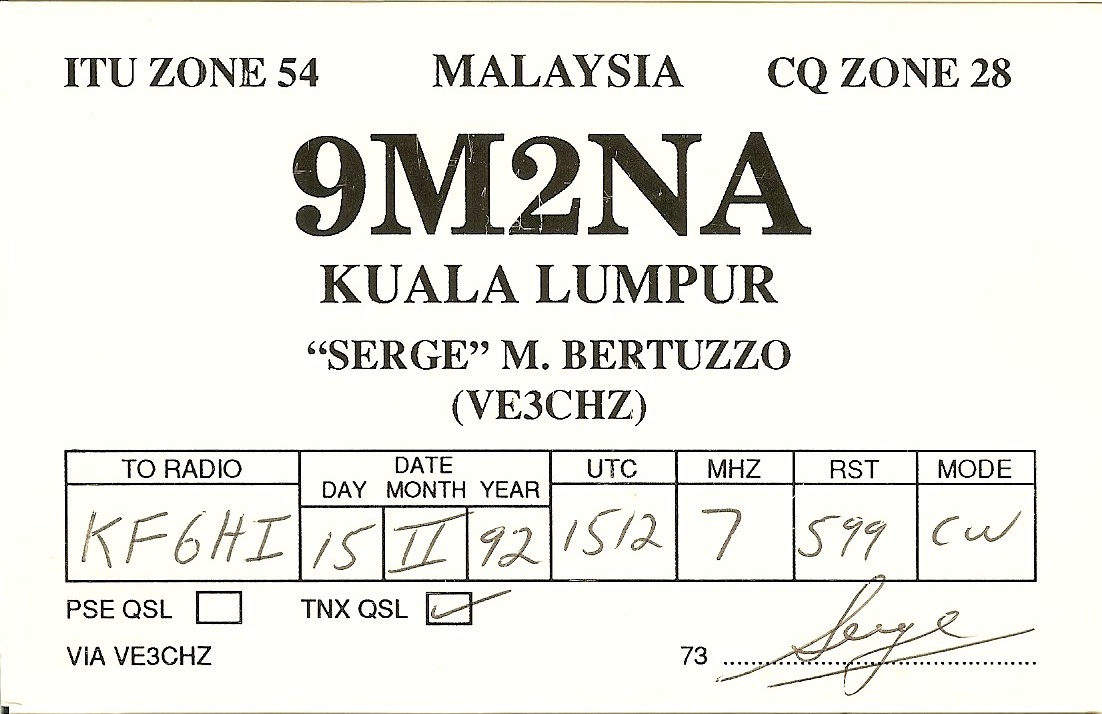 ITU ZONE 54 MALAYSIA CQ ZONE 28
9M2NA
KUALA LUMPUR
“SERGE” M. BERTUZZO
(VE3CHZ)
TO RADIO DATE UTC MHZ RST MODE
DAY MONTH YEAR
KF6HI 15 II 92 1512 7 599 CW
PSE QSL TNX QSL ✓
VIA VE3CHZ 73 Serge